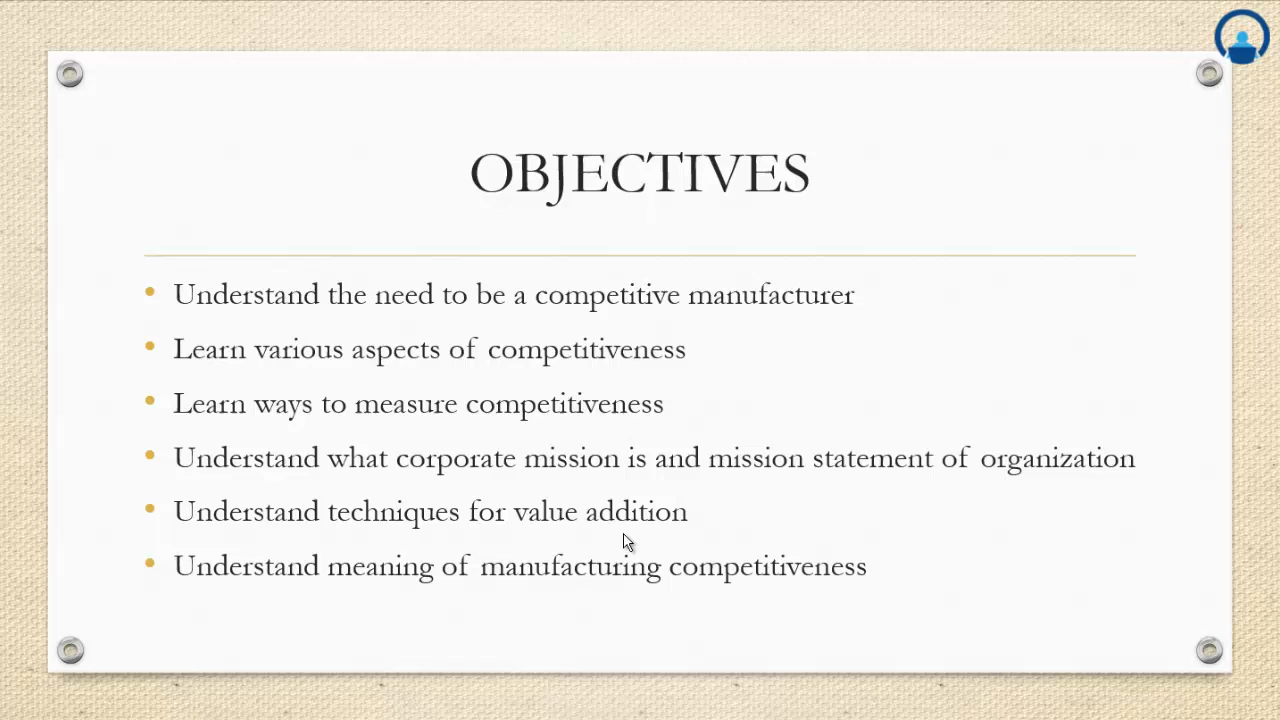 OBJECTIVES
• Understand the need to be a competitive manufacturer
• Learn various aspects of competitiveness
• Learn ways to measure competitiveness
• Understand what corporate mission is and mission statement of organization
• Understand techniques for value addition
• Understand meaning of manufacturing competitiveness